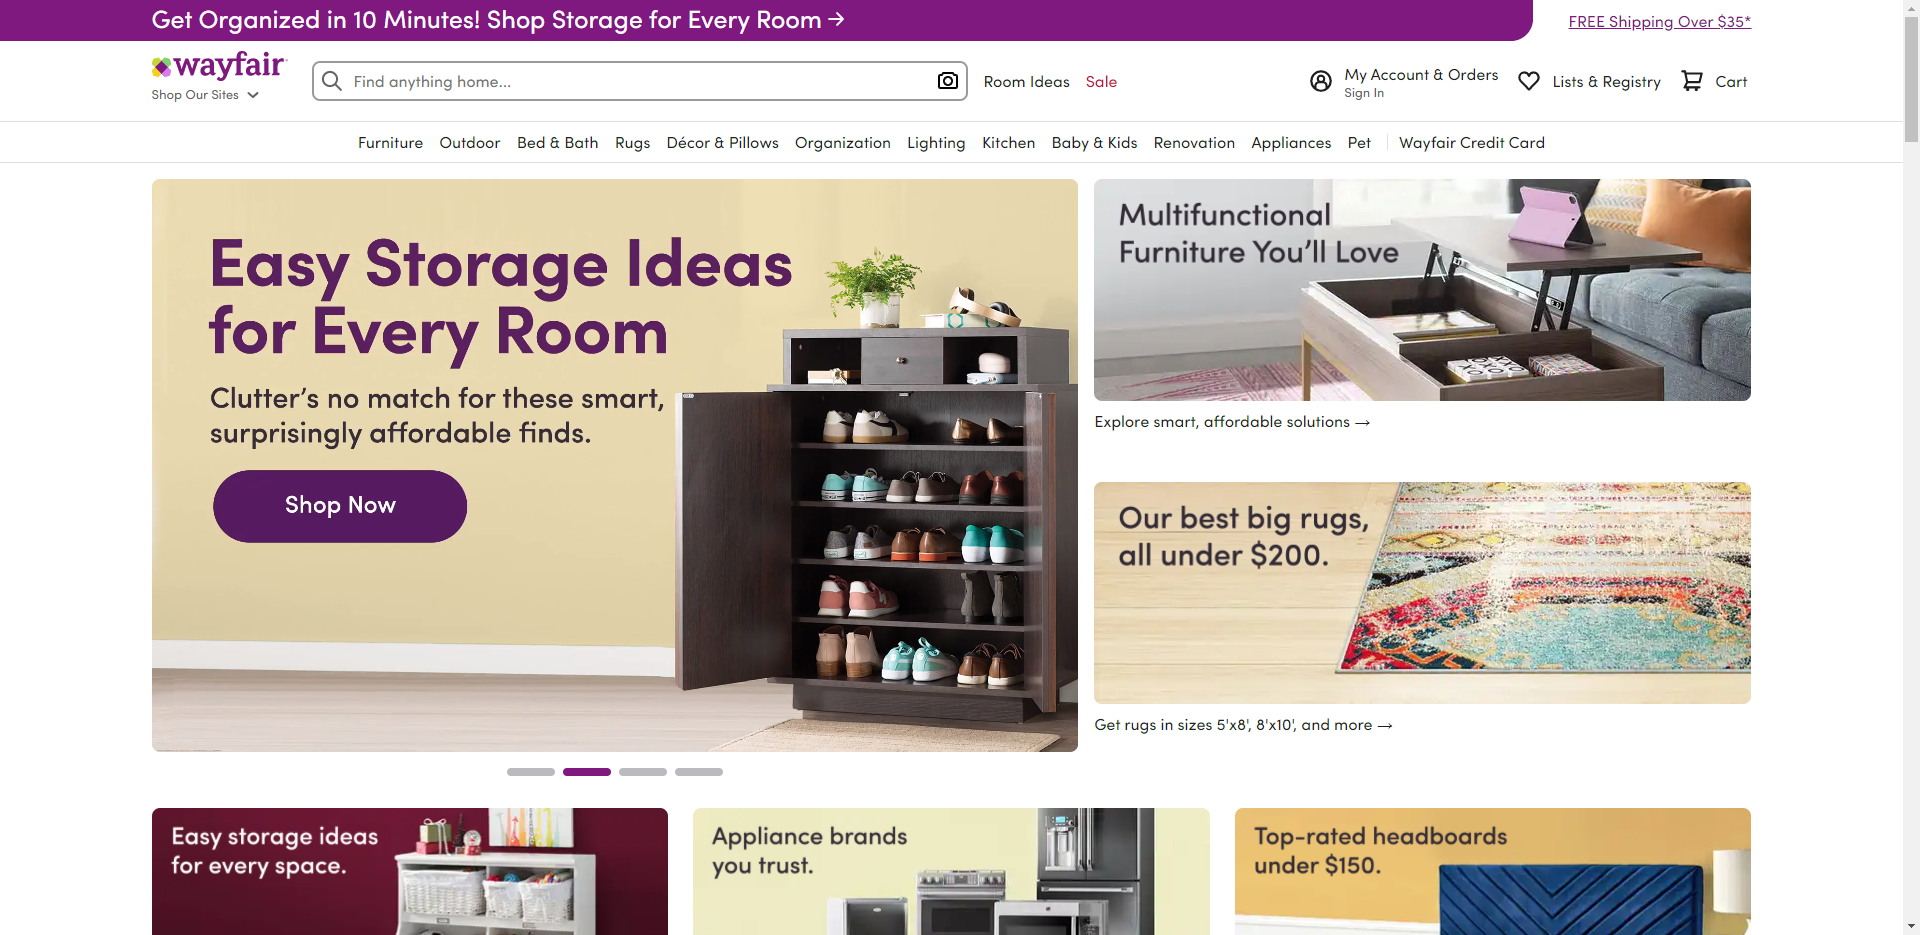 Get Organized in 10 Minutes! Shop Storage for Every Room →
FREE Shipping Over $35*
wayfair
Shop Our Sites
Find anything home...
Room Ideas
Sale
My Account & Orders
Sign In
Lists & Registry
Cart
Furniture
Outdoor
Bed & Bath
Rugs
Décor & Pillows
Organization
Lighting
Kitchen
Baby & Kids
Renovation
Appliances
Pet
Wayfair Credit Card
Easy Storage Ideas
for Every Room
Clutter's no match for these smart,
surprisingly affordable finds.
Shop Now
Multifunctional
Furniture You'll Love
Explore smart, affordable solutions →
Our best big rugs,
all under $200.
Get rugs in sizes 5'x8', 8'x10', and more →
Easy storage ideas
for every space.
Appliance brands
you trust.
Top-rated headboards
under $150.